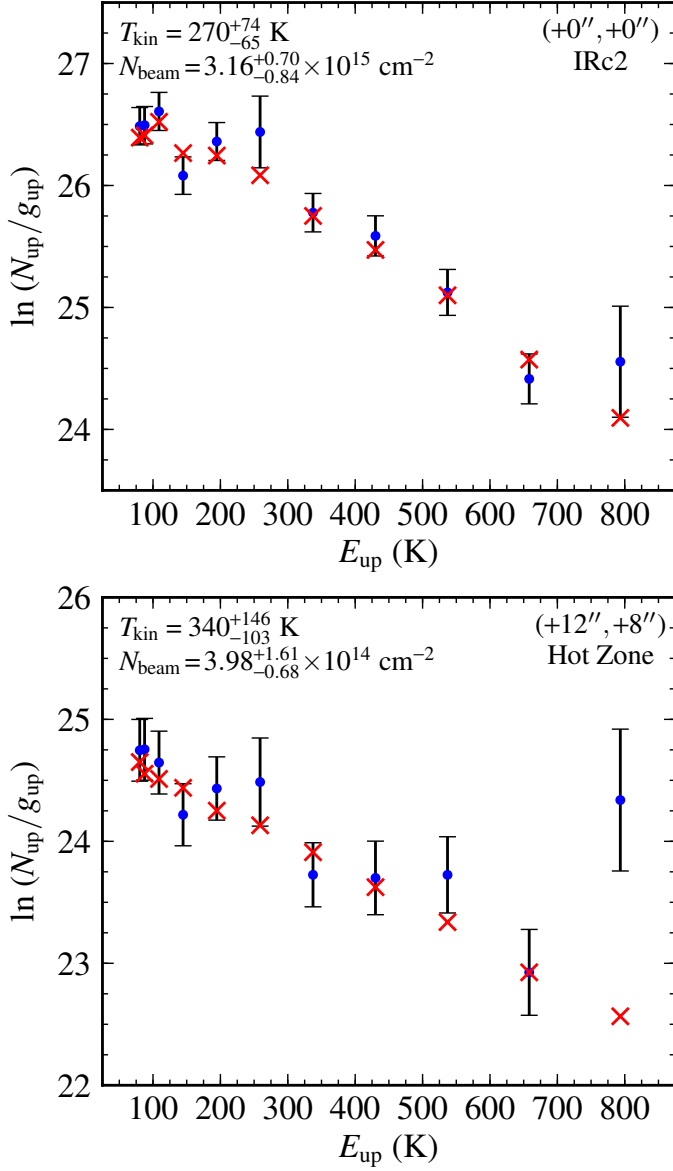 T_kin = 270^{+74}_{−65} K
(+0″, +0″)
N_beam = 3.16^{+0.70}_{−0.84} × 10^{15} cm^{−2}
IRc2
27
26
25
24
ln (N_up/g_up)
100 200 300 400 500 600 700 800
E_up (K)
26
T_kin = 340^{+146}_{−103} K
(+12″, +8″)
N_beam = 3.98^{+1.61}_{−0.68} × 10^{14} cm^{−2}
Hot Zone
25
24
23
22
ln (N_up/g_up)
100 200 300 400 500 600 700 800
E_up (K)